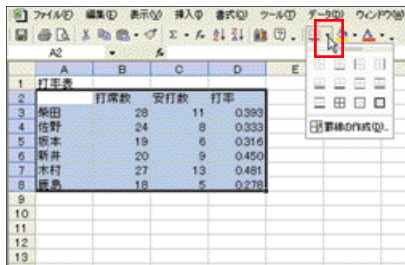 ファイル(F) 編集(E) 表示(V) 挿入(I) 書式(O) ツール(T) データ(D) ウィンドウ(W)
A2
A B C D E
1 打率表
2 打席数 安打数 打率
3 柴田 28 11 0.393
4 佐野 24 8 0.333
5 坂本 19 6 0.316
6 新井 20 9 0.450
7 木村 27 13 0.481
8 鹿島 18 5 0.278
9
10
11
12
13
罫線の作成(D)...